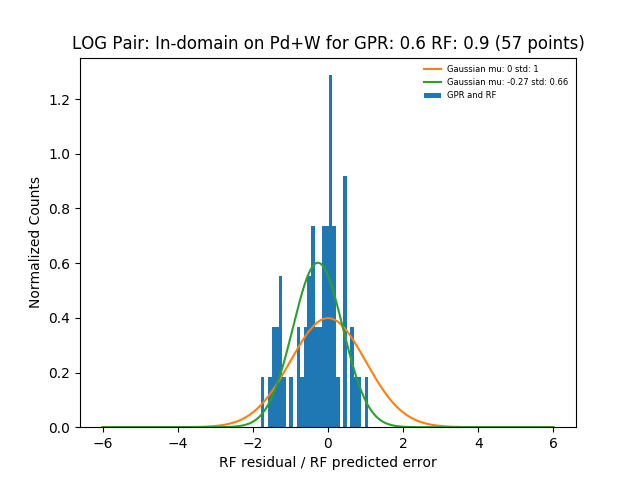 LOG Pair: In-domain on Pd+W for GPR: 0.6 RF: 0.9 (57 points)
Gaussian mu: 0 std: 1
Gaussian mu: -0.27 std: 0.66
GPR and RF
Normalized Counts
1.2
1.0
0.8
0.6
0.4
0.2
0.0
−6 −4 −2 0 2 4 6
RF residual / RF predicted error